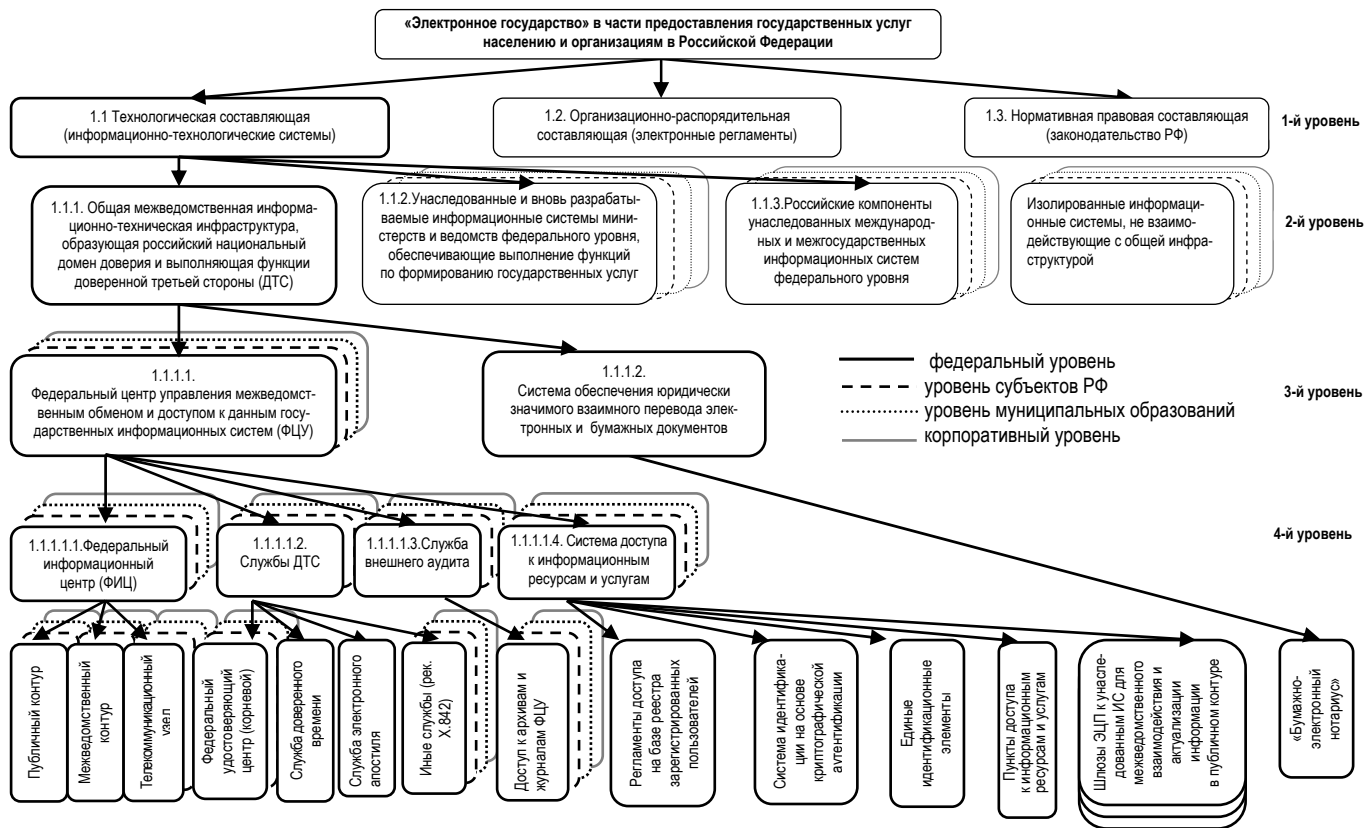 «Электронное государство» в части предоставления государственных услуг
населению и организациям в Российской Федерации
1.1 Технологическая составляющая
(информационно-технологические системы)
1.2. Организационно-распорядительная
составляющая (электронные регламенты)
1.3. Нормативная правовая составляющая
(законодательство РФ)
1-й уровень
1.1.1. Общая межведомственная информа-
ционно-техническая инфраструктура,
образующая российский национальный
домен доверия и выполняющая функции
доверенной третьей стороны (ДТС)
1.1.2.Унаследованные и вновь разрабаты-
ваемые информационные системы мини-
стерств и ведомств федерального уровня,
обеспечивающие выполнение функций
по формированию государственных услуг
1.1.3.Российские компоненты
унаследованных международ-
ных и межгосударственных
информационных систем
федерального уровня
Изолированные информаци-
онные системы, не взаимо-
действующие с общей инфра-
структурой
2-й уровень
1.1.1.1.
Федеральный центр управления межведомст-
венным обменом и доступом к данным госу-
дарственных информационных систем (ФЦУ)
1.1.1.2.
Система обеспечения юридически
значимого взаимного перевода элек-
тронных и бумажных документов
федеральный уровень
уровень субъектов РФ
уровень муниципальных образований
корпоративный уровень
3-й уровень
1.1.1.1.1.Федеральный
информационный
центр (ФИЦ)
1.1.1.1.2.
Службы ДТС
1.1.1.1.3.Служба
внешнего аудита
1.1.1.1.4. Система доступа
к информационным
ресурсам и услугам
4-й уровень
Публичный контур
Межведомственный
контур
Телекоммуникационный
узел
Федеральный
удостоверяющий
центр (корневой)
Служба доверенного
времени
Служба электронного
апостиля
Иные службы (рек.
X.842)
Доступ к архивам и
журналам ФЦУ
Регламенты доступа
на базе реестра
зарегистрированных
пользователей
Система идентифика-
ции на основе
криптографической
аутентификации
Единые
идентификационные
элементы
Пункты доступа
к информационным
ресурсам и услугам
Шлюзы ЭЦП к унасле-
дованным ИС для
межведомственного
взаимодействия и
актуализации
информации
в публичном контуре
«Бумажно-
электронный
нотариус»